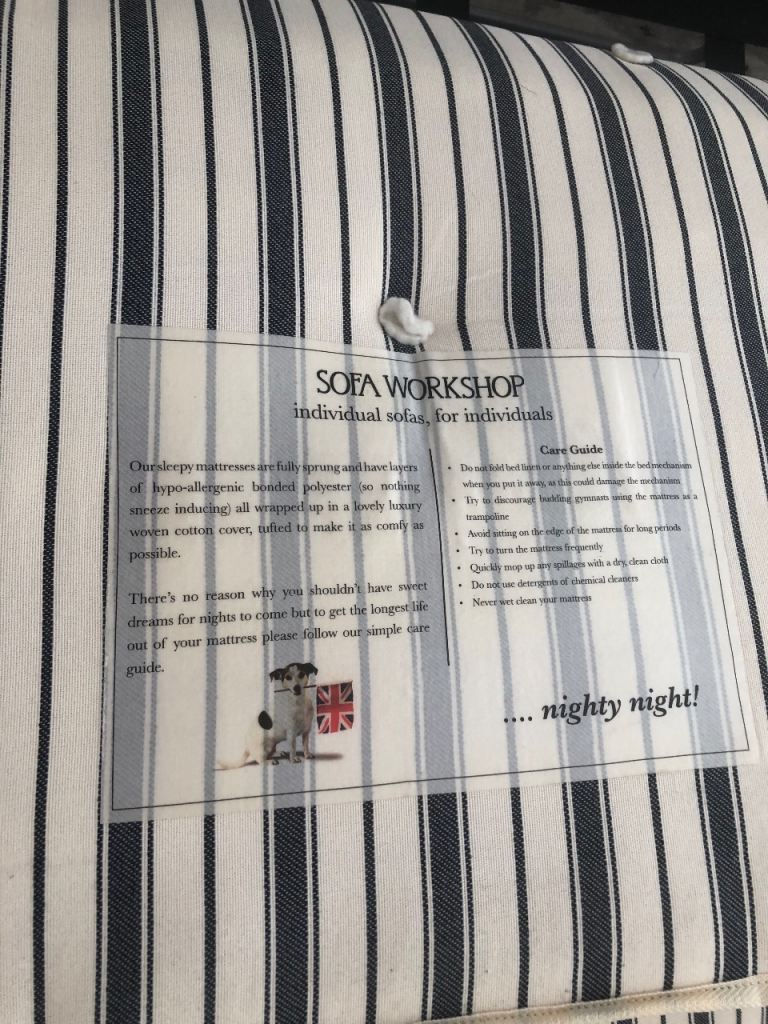 SOFA WORKSHOP
individual sofas, for individuals
Our sleepy mattresses are fully sprung and have layers
of hypo-allergenic bonded polyester (so nothing
sneeze inducing) all wrapped up in a lovely luxury
woven cotton cover, tufted to make it as comfy as
possible.
There's no reason why you shouldn't have sweet
dreams for nights to come but to get the longest life
out of your mattress please follow our simple care
guide.
Care Guide
• Do not fold bed linen or anything else inside the bed mechanism
when you put it away, as this could damage the mechanism
• Try to discourage budding gymnasts using the mattress as a
trampoline
• Avoid sitting on the edge of the mattress for long periods
• Try to turn the mattress frequently
• Quickly mop up any spillages with a dry, clean cloth
• Do not use detergents of chemical cleaners
• Never wet clean your mattress
.... nighty night!